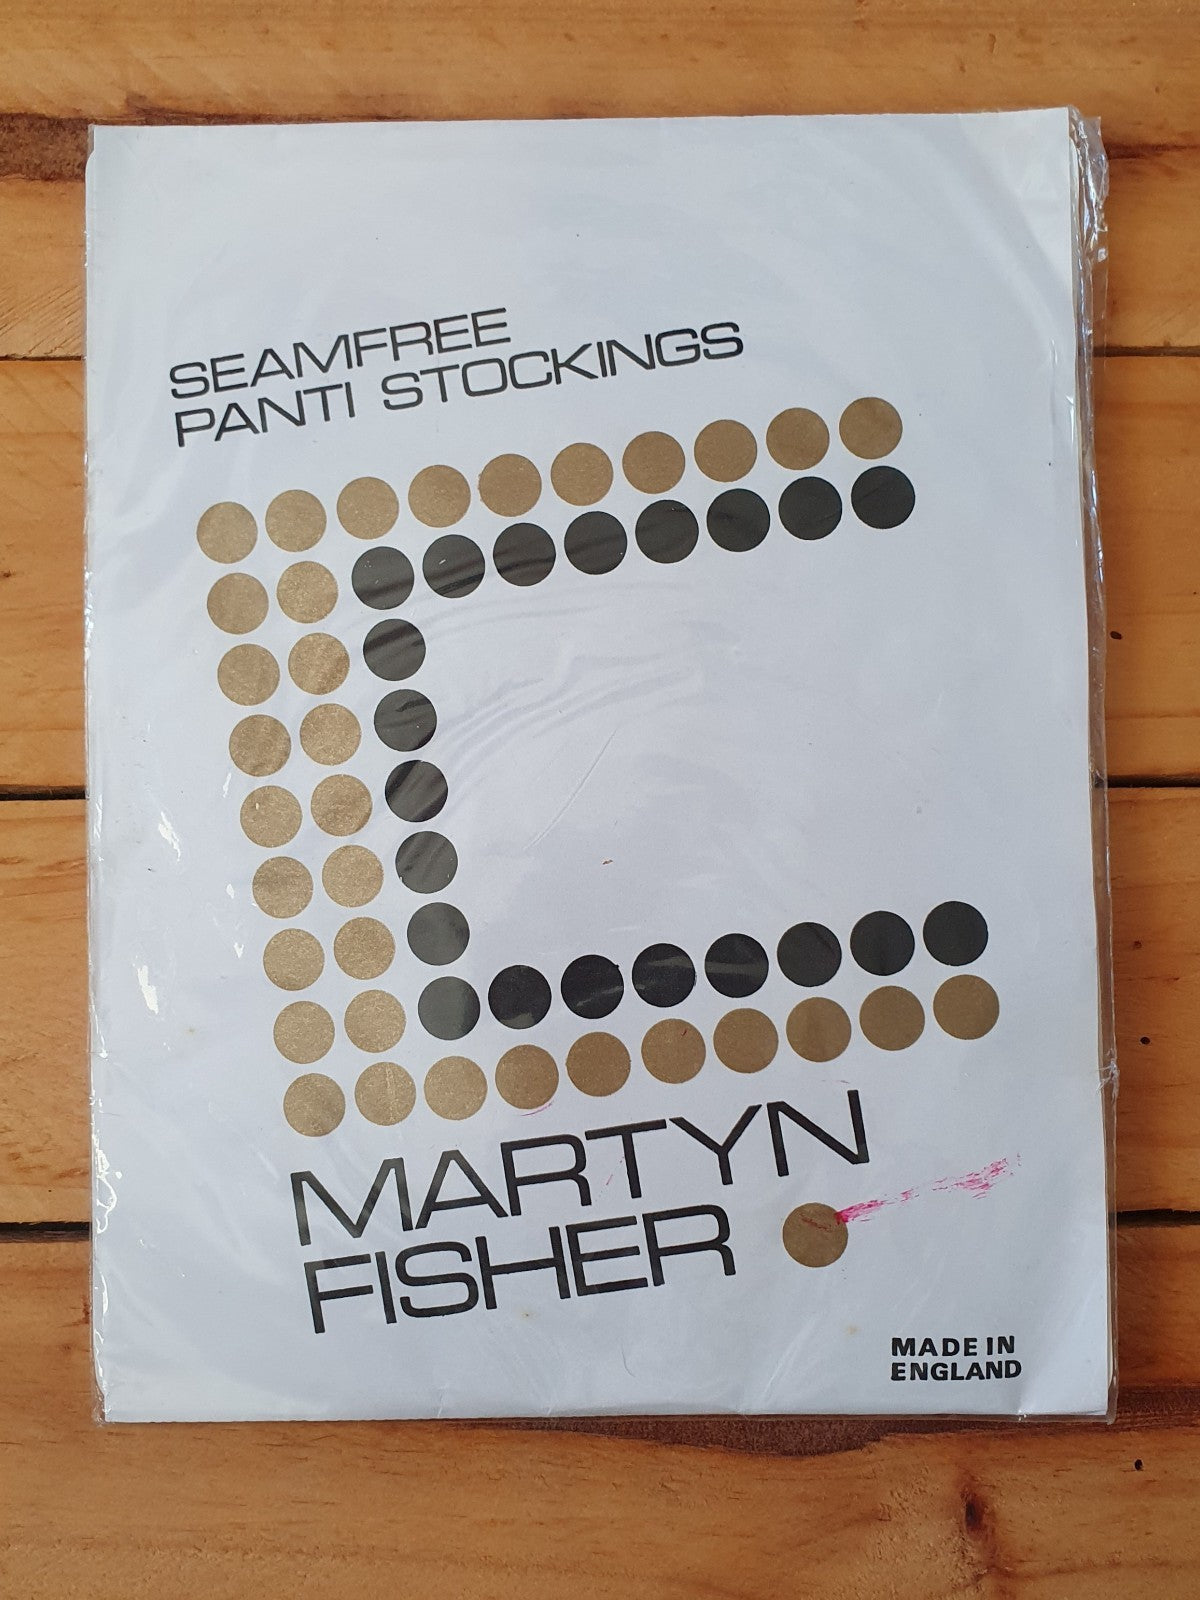 SEAMFREE
PANTI STOCKINGS
MARTYN
FISHER
MADE IN
ENGLAND